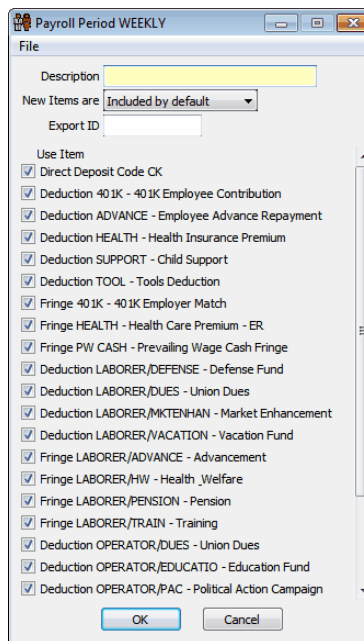 Payroll Period WEEKLY
File
Description
New Items are Included by default
Export ID
Use Item
Direct Deposit Code CK
Deduction 401K - 401K Employee Contribution
Deduction ADVANCE - Employee Advance Repayment
Deduction HEALTH - Health Insurance Premium
Deduction SUPPORT - Child Support
Deduction TOOL - Tools Deduction
Fringe 401K - 401K Employer Match
Fringe HEALTH - Health Care Premium - ER
Fringe PW CASH - Prevailing Wage Cash Fringe
Deduction LABORER/DEFENSE - Defense Fund
Deduction LABORER/DUES - Union Dues
Deduction LABORER/MKTENHAN - Market Enhancement
Deduction LABORER/VACATION - Vacation Fund
Fringe LABORER/ADVANCE - Advancement
Fringe LABORER/HW - Health _Welfare
Fringe LABORER/PENSION - Pension
Fringe LABORER/TRAIN - Training
Deduction OPERATOR/DUES - Union Dues
Deduction OPERATOR/EDUCATIO - Education Fund
Deduction OPERATOR/PAC - Political Action Campaign
OK Cancel